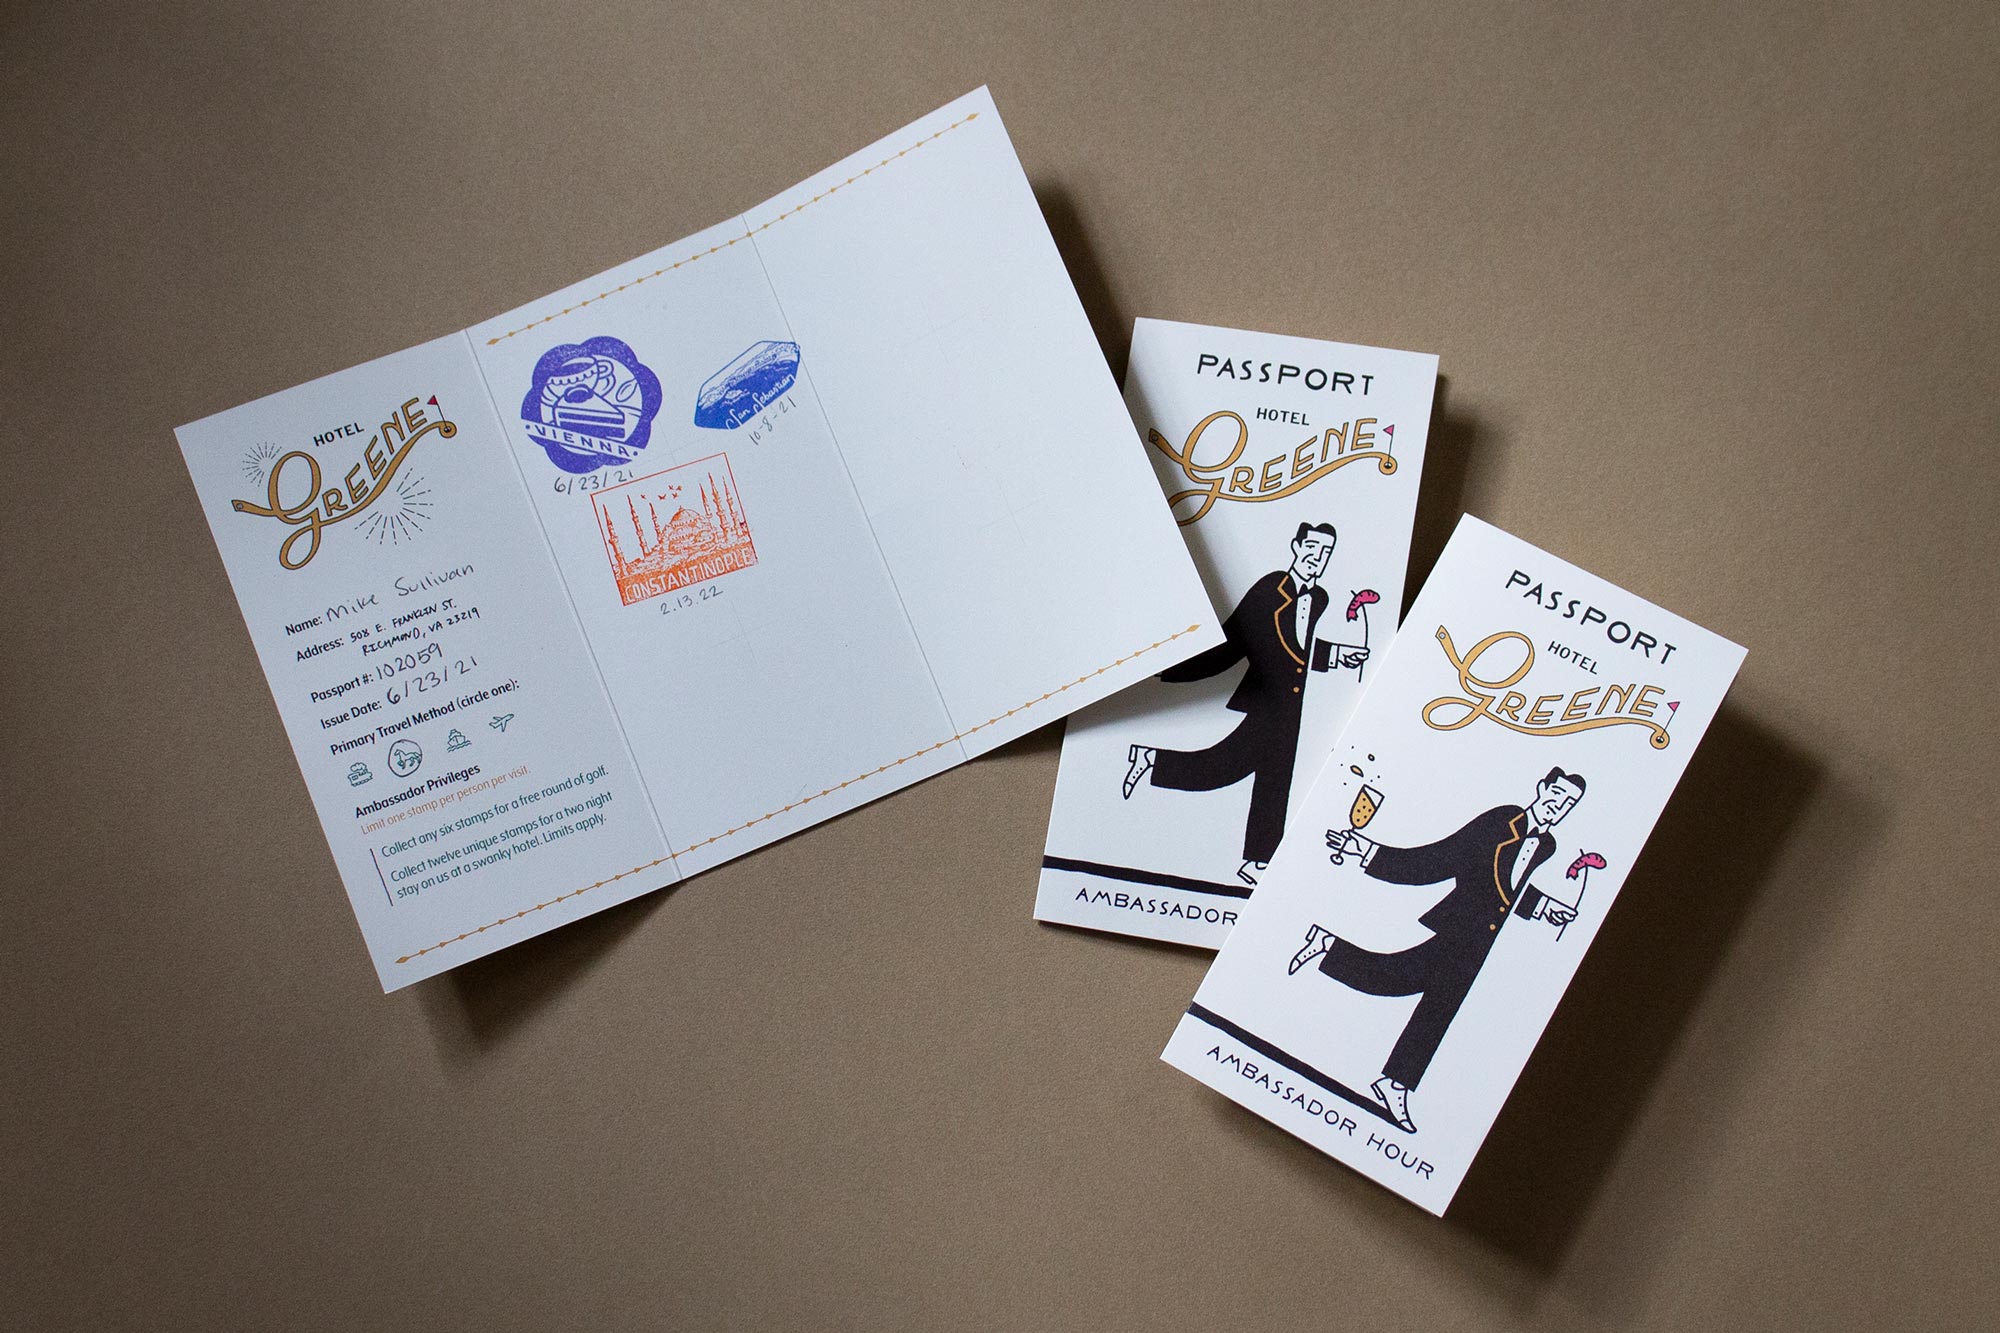 HOTEL
GREENE
Name: Mike Sullivan
Address: 508 E. FRANKLIN ST.
RICHMOND, VA 23219
Passport #: 102059
Issue Date: 6/23/21
Primary Travel Method (circle one):
Ambassador Privileges
Limit one stamp per person per visit.
Collect any six stamps for a free round of golf.
Collect twelve unique stamps for a two night
stay on us at a swanky hotel. Limits apply.
· VIENNA ·
6/23/21
San Sebastian
10-8-21
CONSTANTINOPLE
2.13.22
PASSPORT
HOTEL
GREENE
AMBASSADOR
PASSPORT
HOTEL
GREENE
AMBASSADOR HOUR